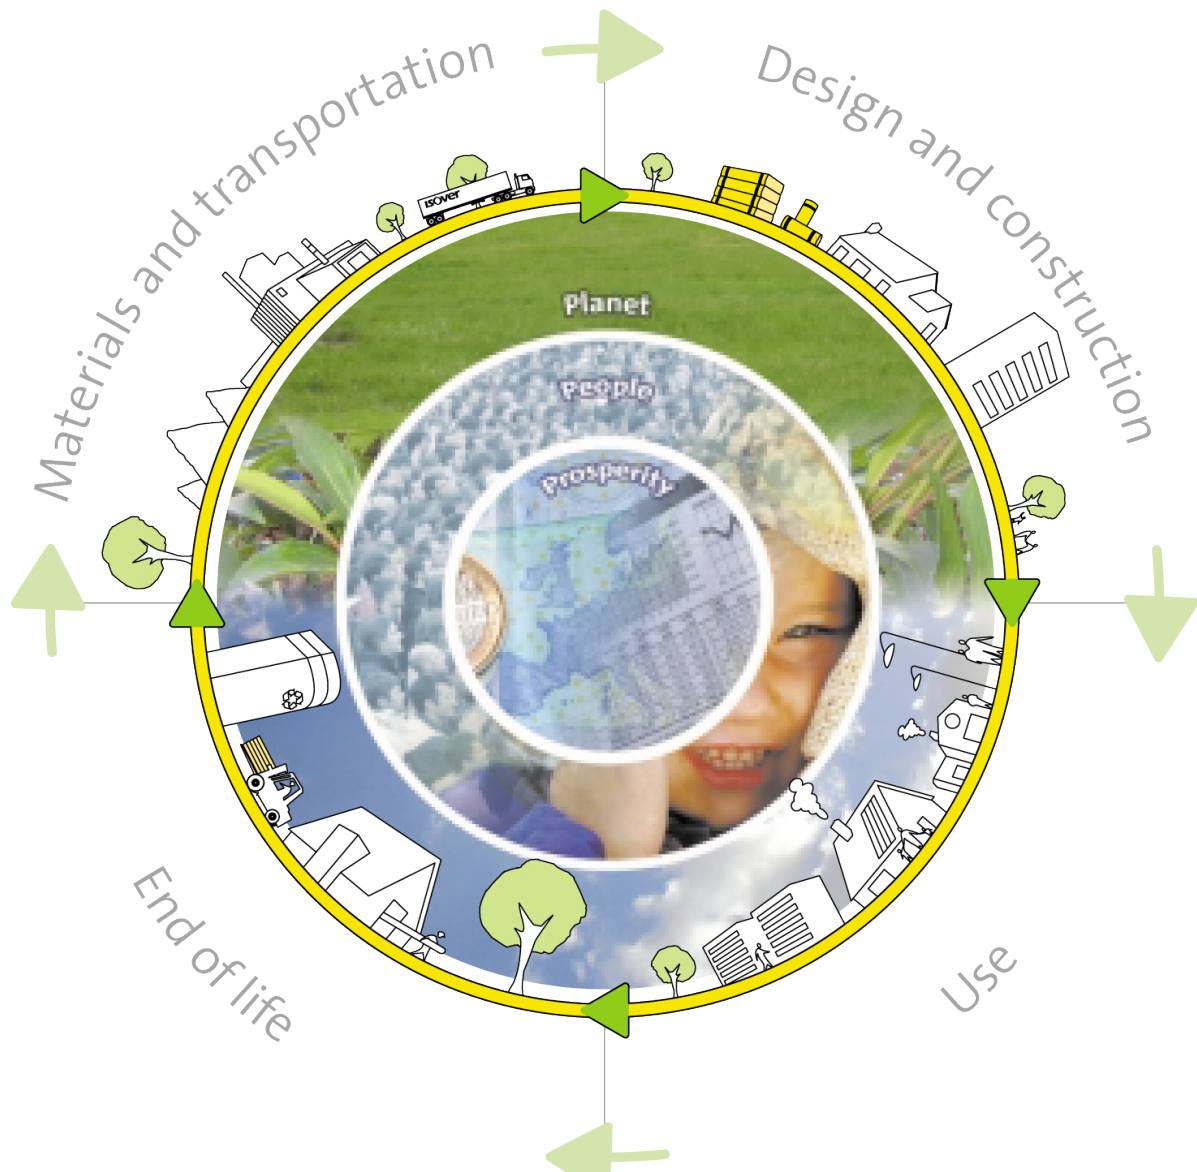 Materials and transportation
Design and construction
isover
Planet
People
Prosperity
End of life
Use